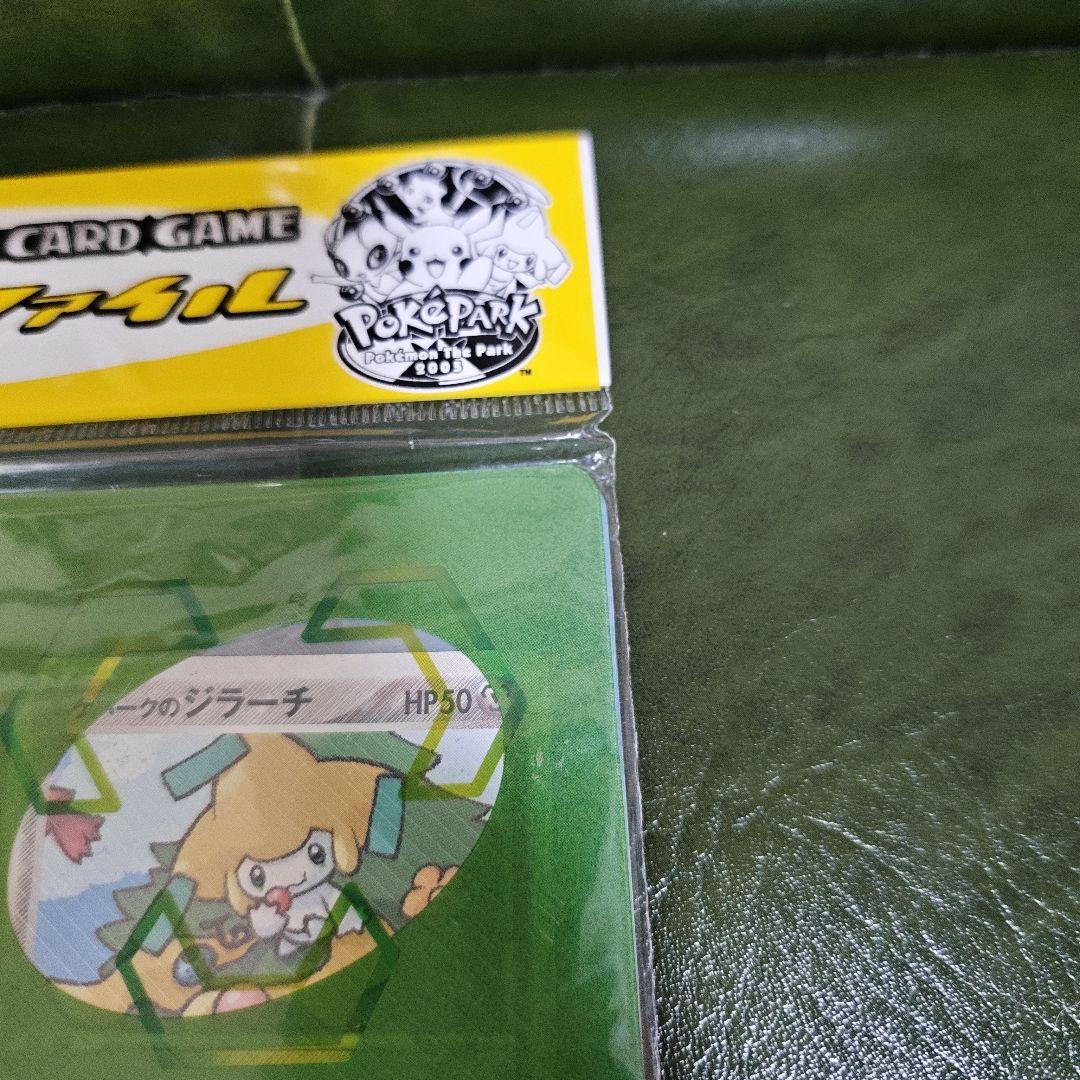 CARD GAME
ファイル
POKéPARK
Pokémon The Park
2005
TM
パークのジラーチ HP50